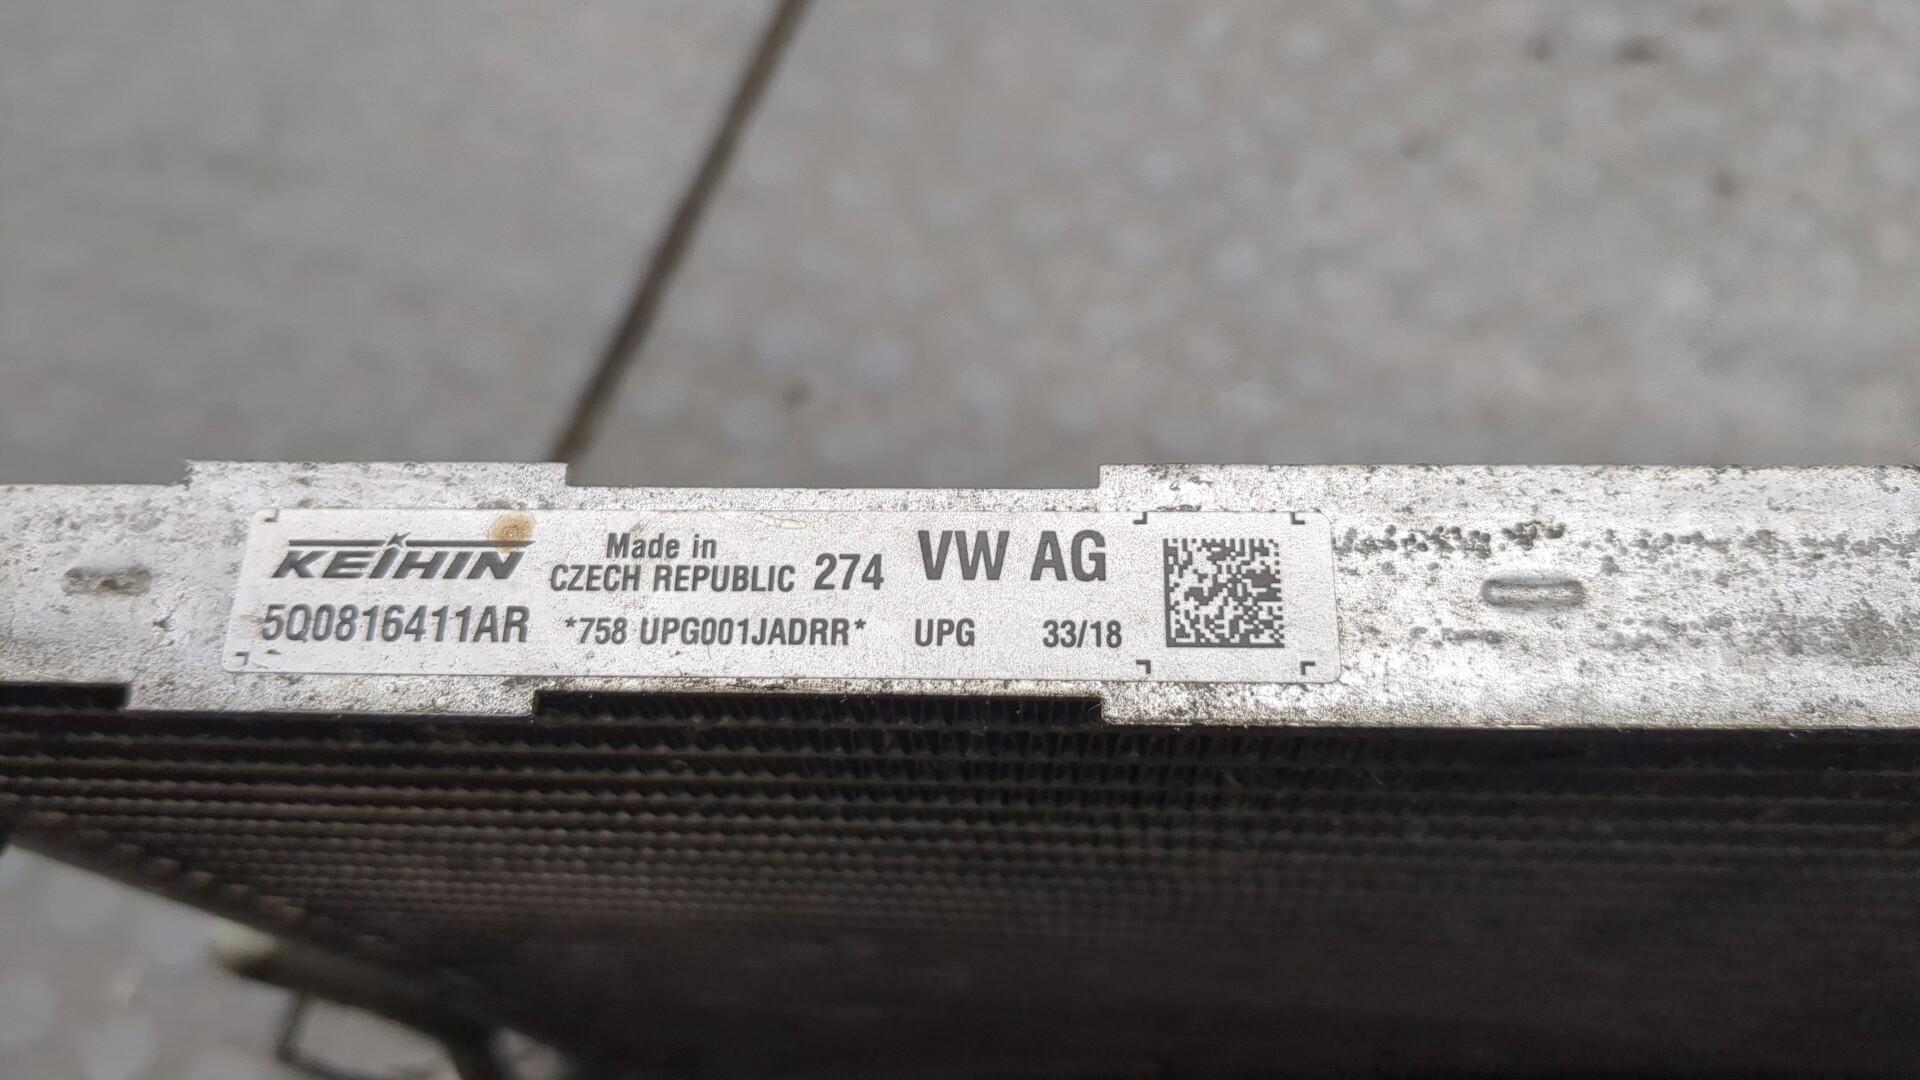 KEIHIN Made in CZECH REPUBLIC 274 VW AG
5Q0816411AR *758 UPG001JADRR* UPG 33/18